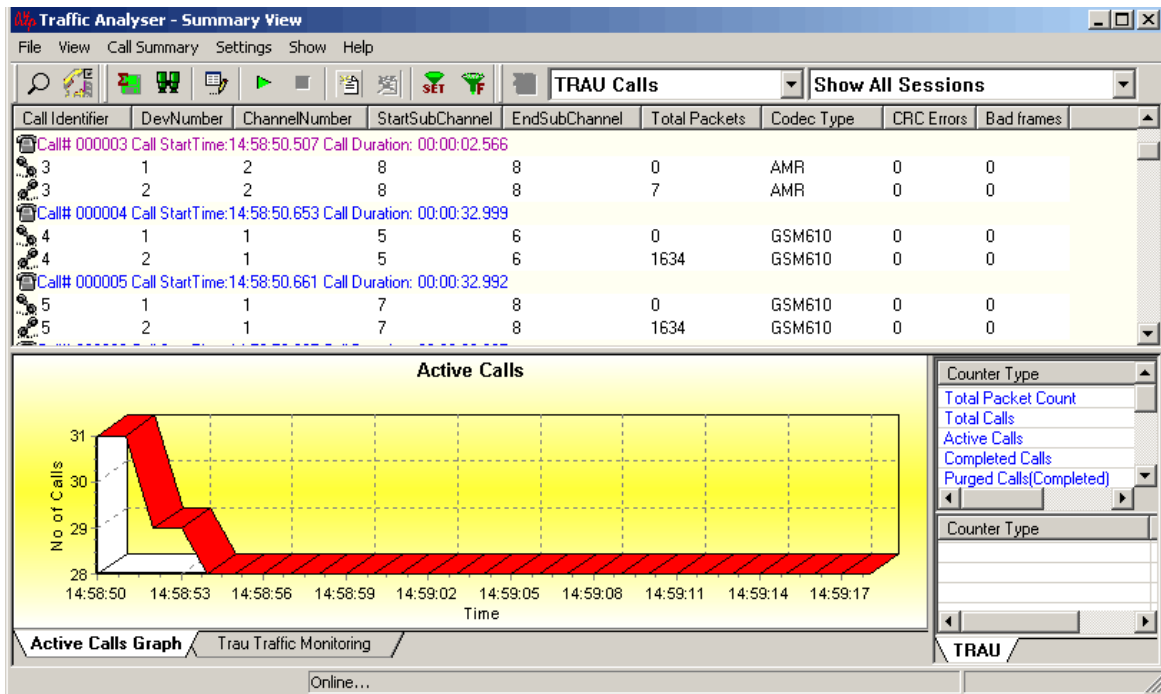 Traffic Analyser - Summary View
File View Call Summary Settings Show Help
SET F TRAU Calls Show All Sessions
Call Identifier DevNumber ChannelNumber StartSubChannel EndSubChannel Total Packets Codec Type CRC Errors Bad frames
Call# 000003 Call StartTime:14:58:50.507 Call Duration: 00:00:02.566
3 1 2 8 8 0 AMR 0 0
3 2 2 8 8 7 AMR 0 0
Call# 000004 Call StartTime:14:58:50.653 Call Duration: 00:00:32.999
4 1 1 5 6 0 GSM610 0 0
4 2 1 5 6 1634 GSM610 0 0
Call# 000005 Call StartTime:14:58:50.661 Call Duration: 00:00:32.992
5 1 1 7 8 0 GSM610 0 0
5 2 1 7 8 1634 GSM610 0 0
Active Calls
No of Calls
31
30
29
28
14:58:50 14:58:53 14:58:56 14:58:59 14:59:02 14:59:05 14:59:08 14:59:11 14:59:14 14:59:17
Time
Active Calls Graph Trau Traffic Monitoring
Counter Type
Total Packet Count
Total Calls
Active Calls
Completed Calls
Purged Calls(Completed)
Counter Type
TRAU
Online...